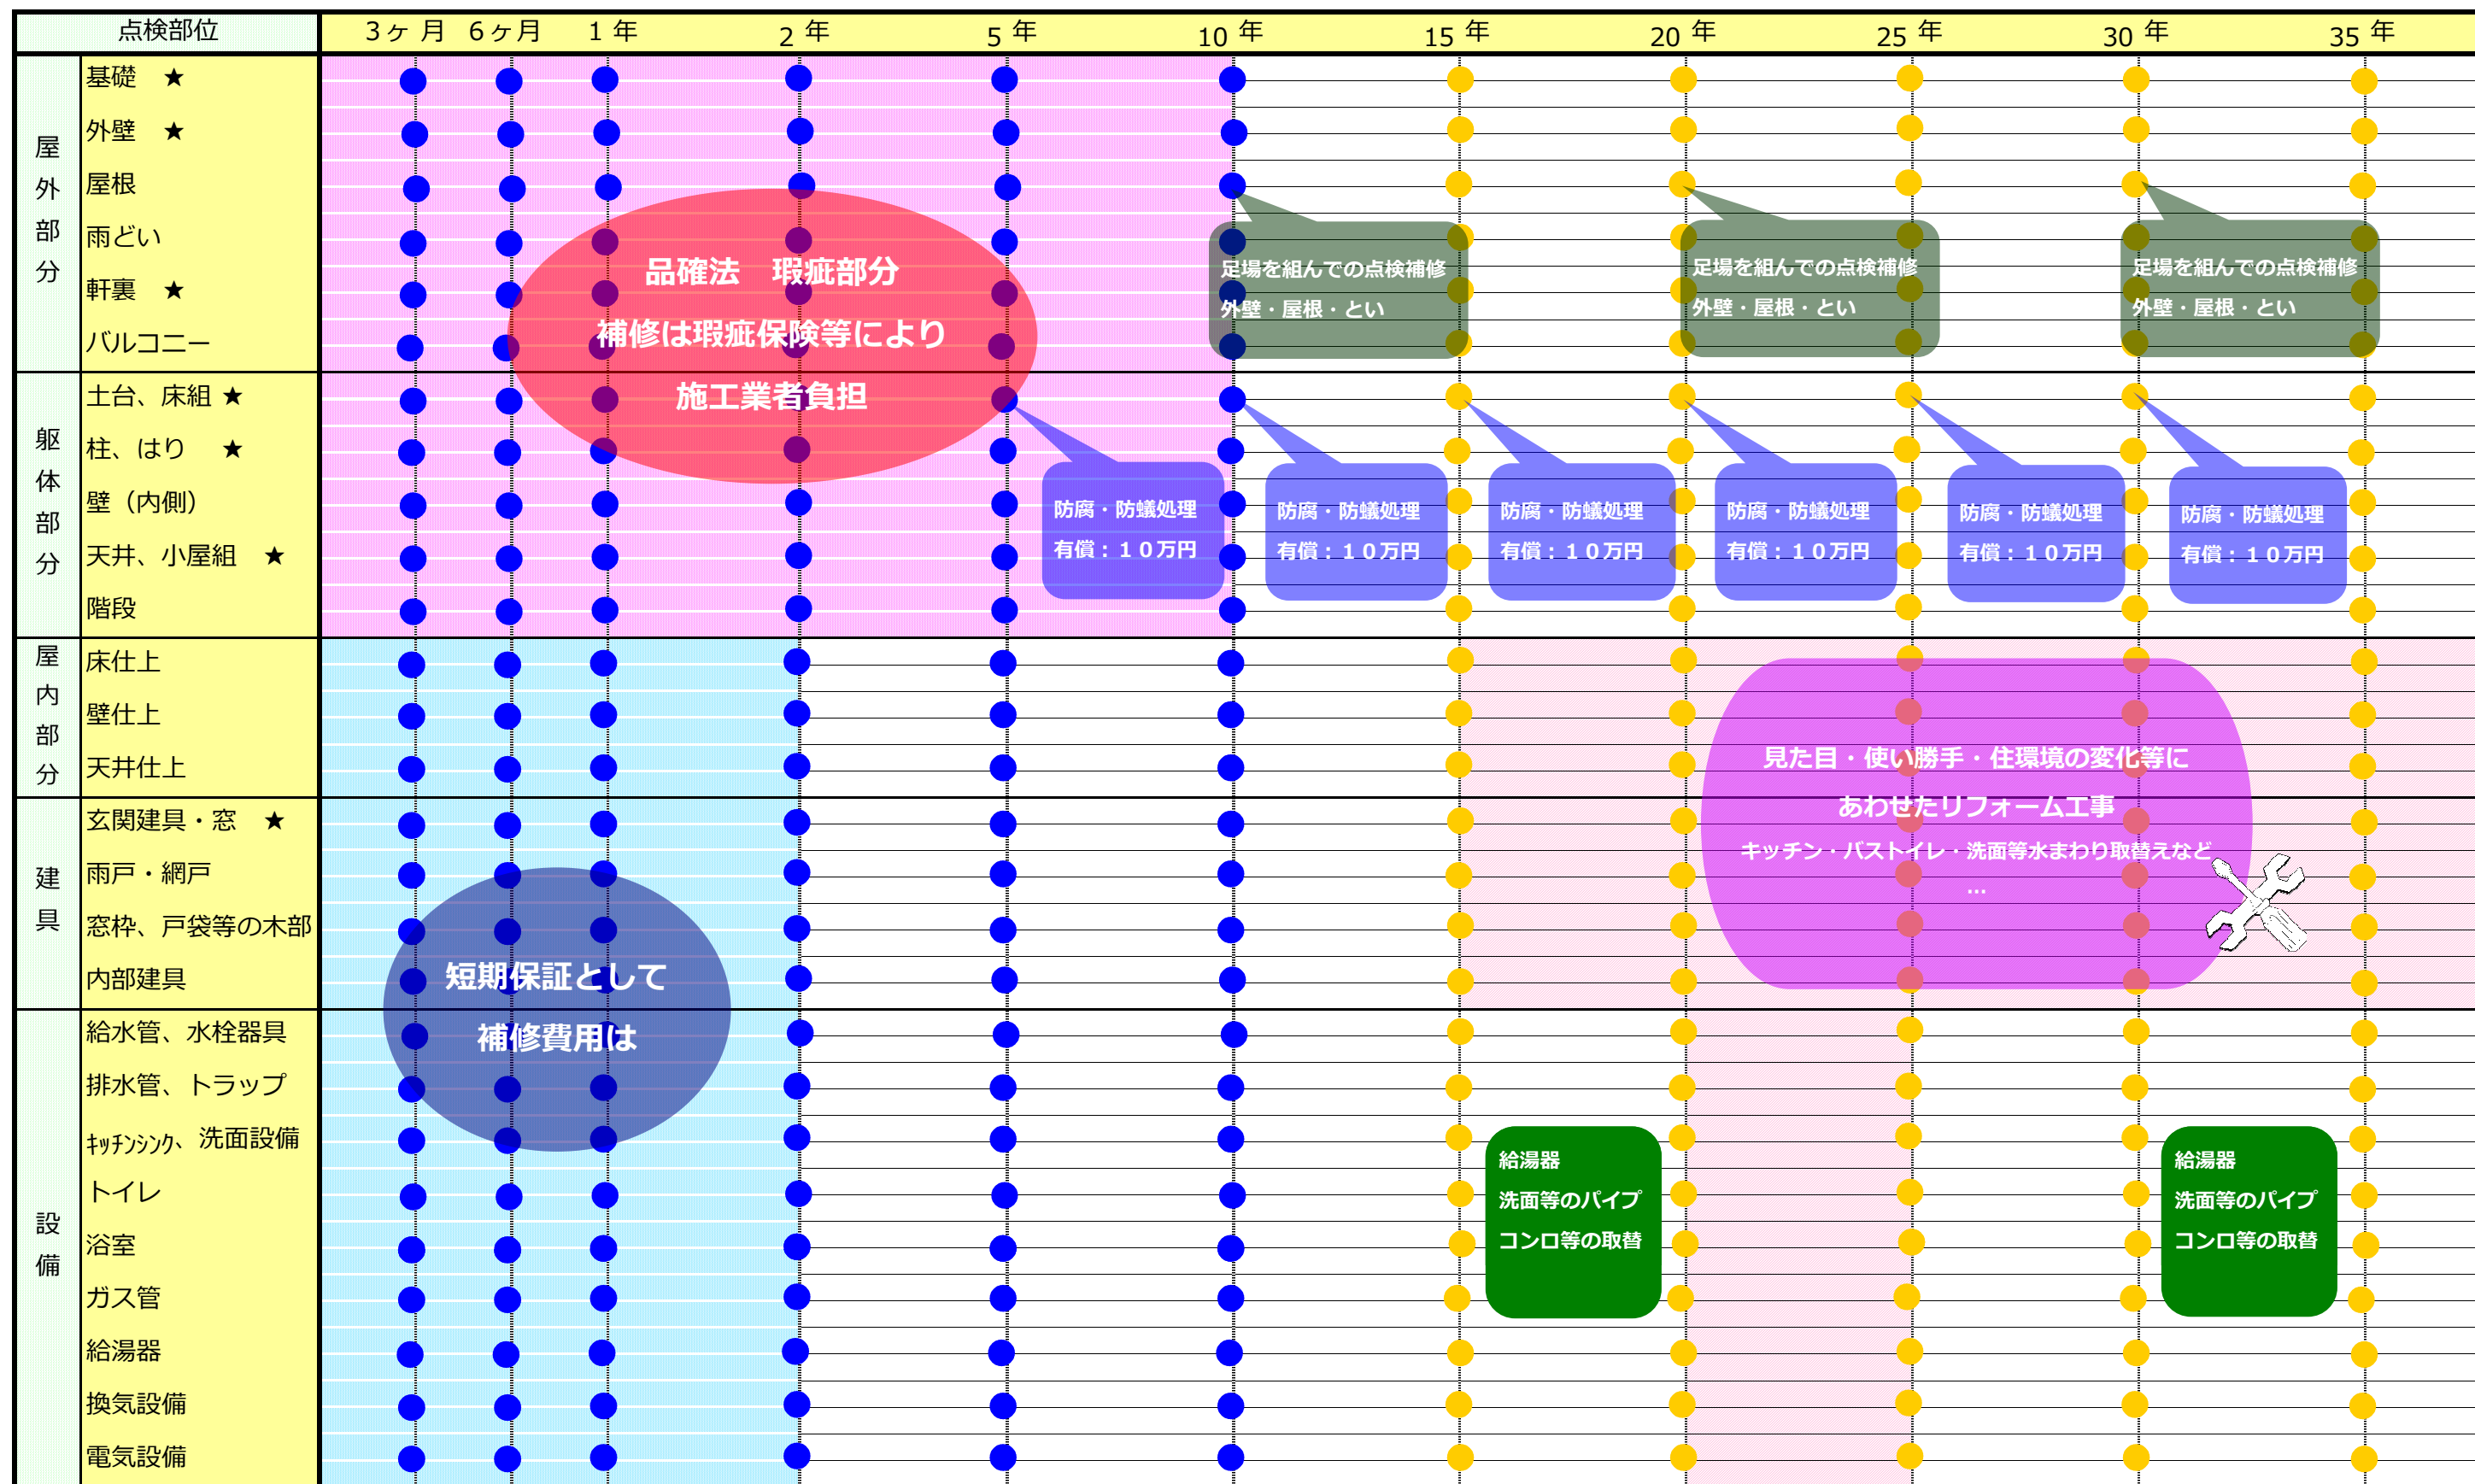 点検部位 3ヶ月 6ヶ月 1年 2年 5年 10年 15年 20年 25年 30年 35年
屋外部分
基礎 ★
外壁 ★
屋根
雨どい
軒裏 ★
バルコニー
躯体部分
土台、床組 ★
柱、はり ★
壁（内側）
天井、小屋組 ★
階段
屋内部分
床仕上
壁仕上
天井仕上
建具
玄関建具・窓 ★
雨戸・網戸
窓枠、戸袋等の木部
内部建具
設備
給水管、水栓器具
排水管、トラップ
ｷｯﾁﾝｼﾝｸ、洗面設備
トイレ
浴室
ガス管
給湯器
換気設備
電気設備
品確法 瑕疵部分
補修は瑕疵保険等により
施工業者負担
足場を組んでの点検補修
外壁・屋根・とい
足場を組んでの点検補修
外壁・屋根・とい
足場を組んでの点検補修
外壁・屋根・とい
防腐・防蟻処理
有償：１０万円
防腐・防蟻処理
有償：１０万円
防腐・防蟻処理
有償：１０万円
防腐・防蟻処理
有償：１０万円
防腐・防蟻処理
有償：１０万円
防腐・防蟻処理
有償：１０万円
見た目・使い勝手・住環境の変化等に
あわせたリフォーム工事
キッチン・バストイレ・洗面等水まわり取替えなど
…
短期保証として
補修費用は
給湯器
洗面等のパイプ
コンロ等の取替
給湯器
洗面等のパイプ
コンロ等の取替